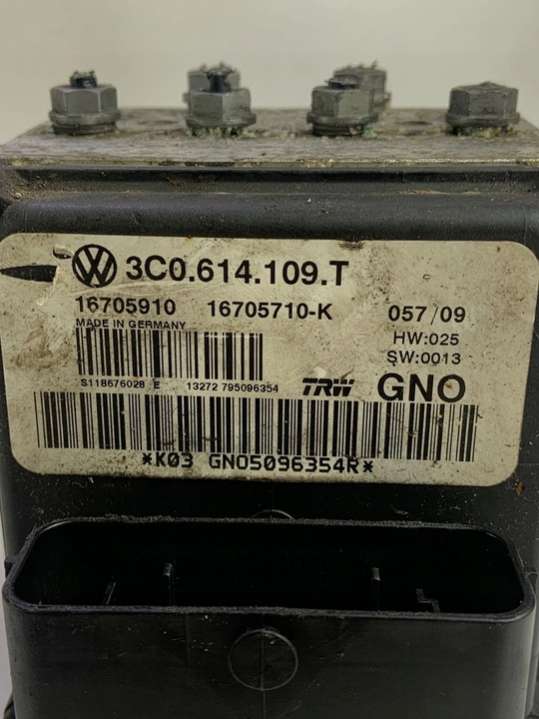 3C0.614.109.T
16705910 16705710-K 057/09
MADE IN GERMANY HW:025
SW:0013
S118676028 E 13272 795096354 TRW GNO
*K03 GNO5096354R*